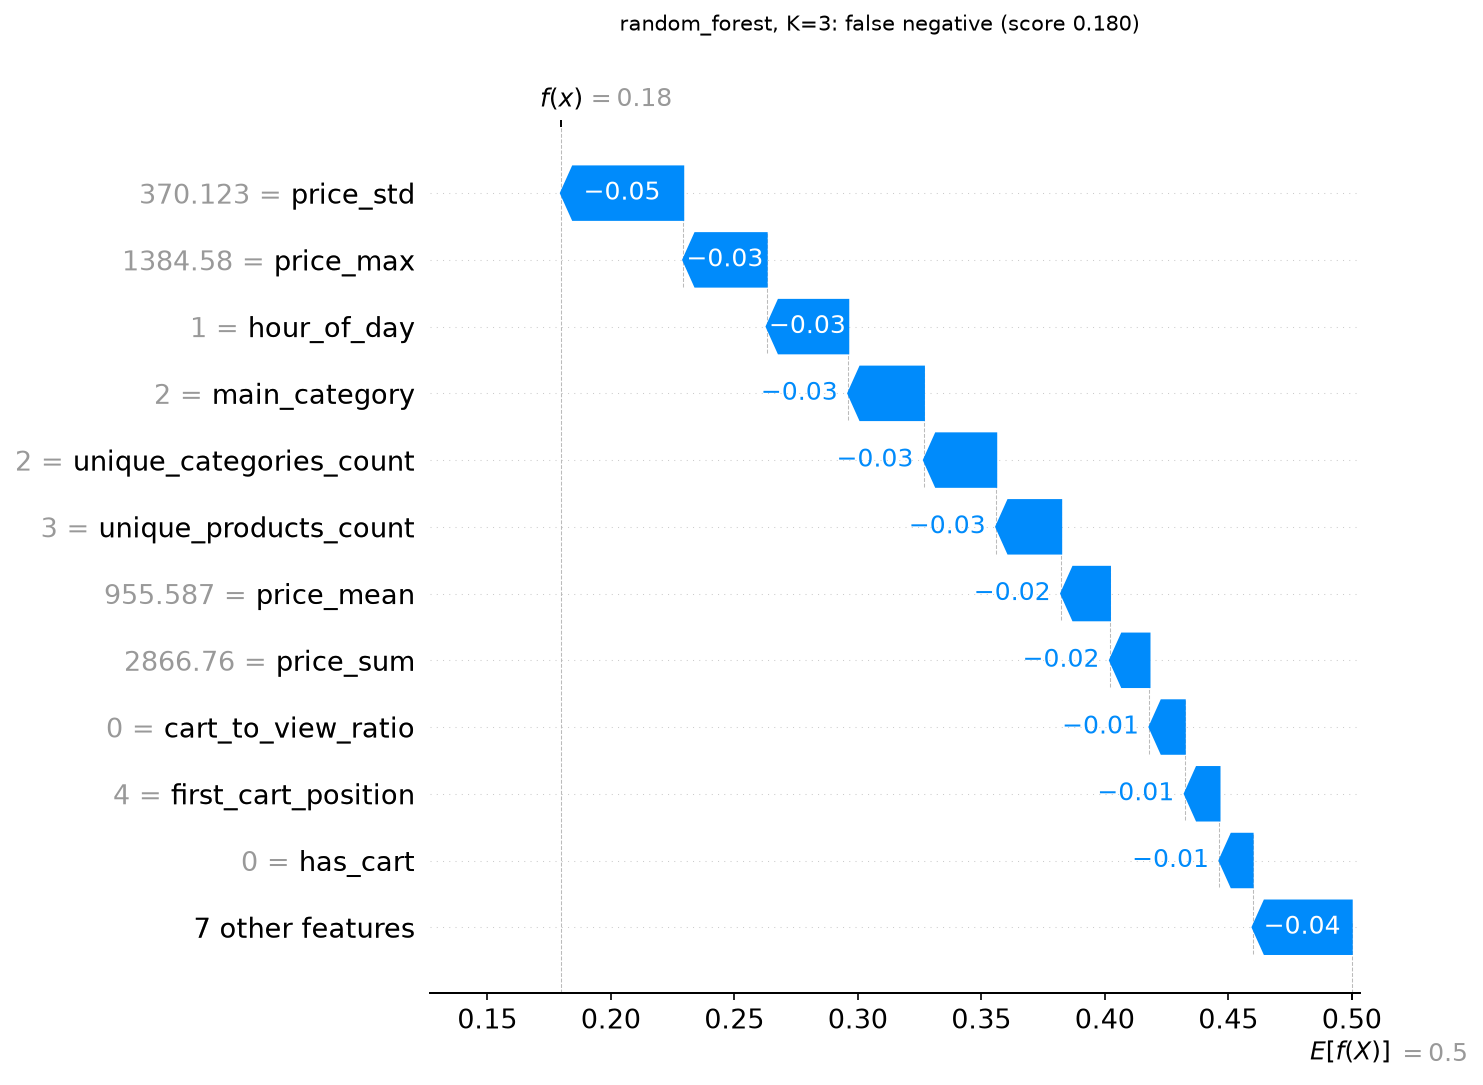 random_forest, K=3: false negative (score 0.180)
f(x) = 0.18
370.123 = price_std −0.05
1384.58 = price_max −0.03
1 = hour_of_day −0.03
2 = main_category −0.03
2 = unique_categories_count −0.03
3 = unique_products_count −0.03
955.587 = price_mean −0.02
2866.76 = price_sum −0.02
0 = cart_to_view_ratio −0.01
4 = first_cart_position −0.01
0 = has_cart −0.01
7 other features −0.04
0.15 0.20 0.25 0.30 0.35 0.40 0.45 0.50
E[f(X)] = 0.5